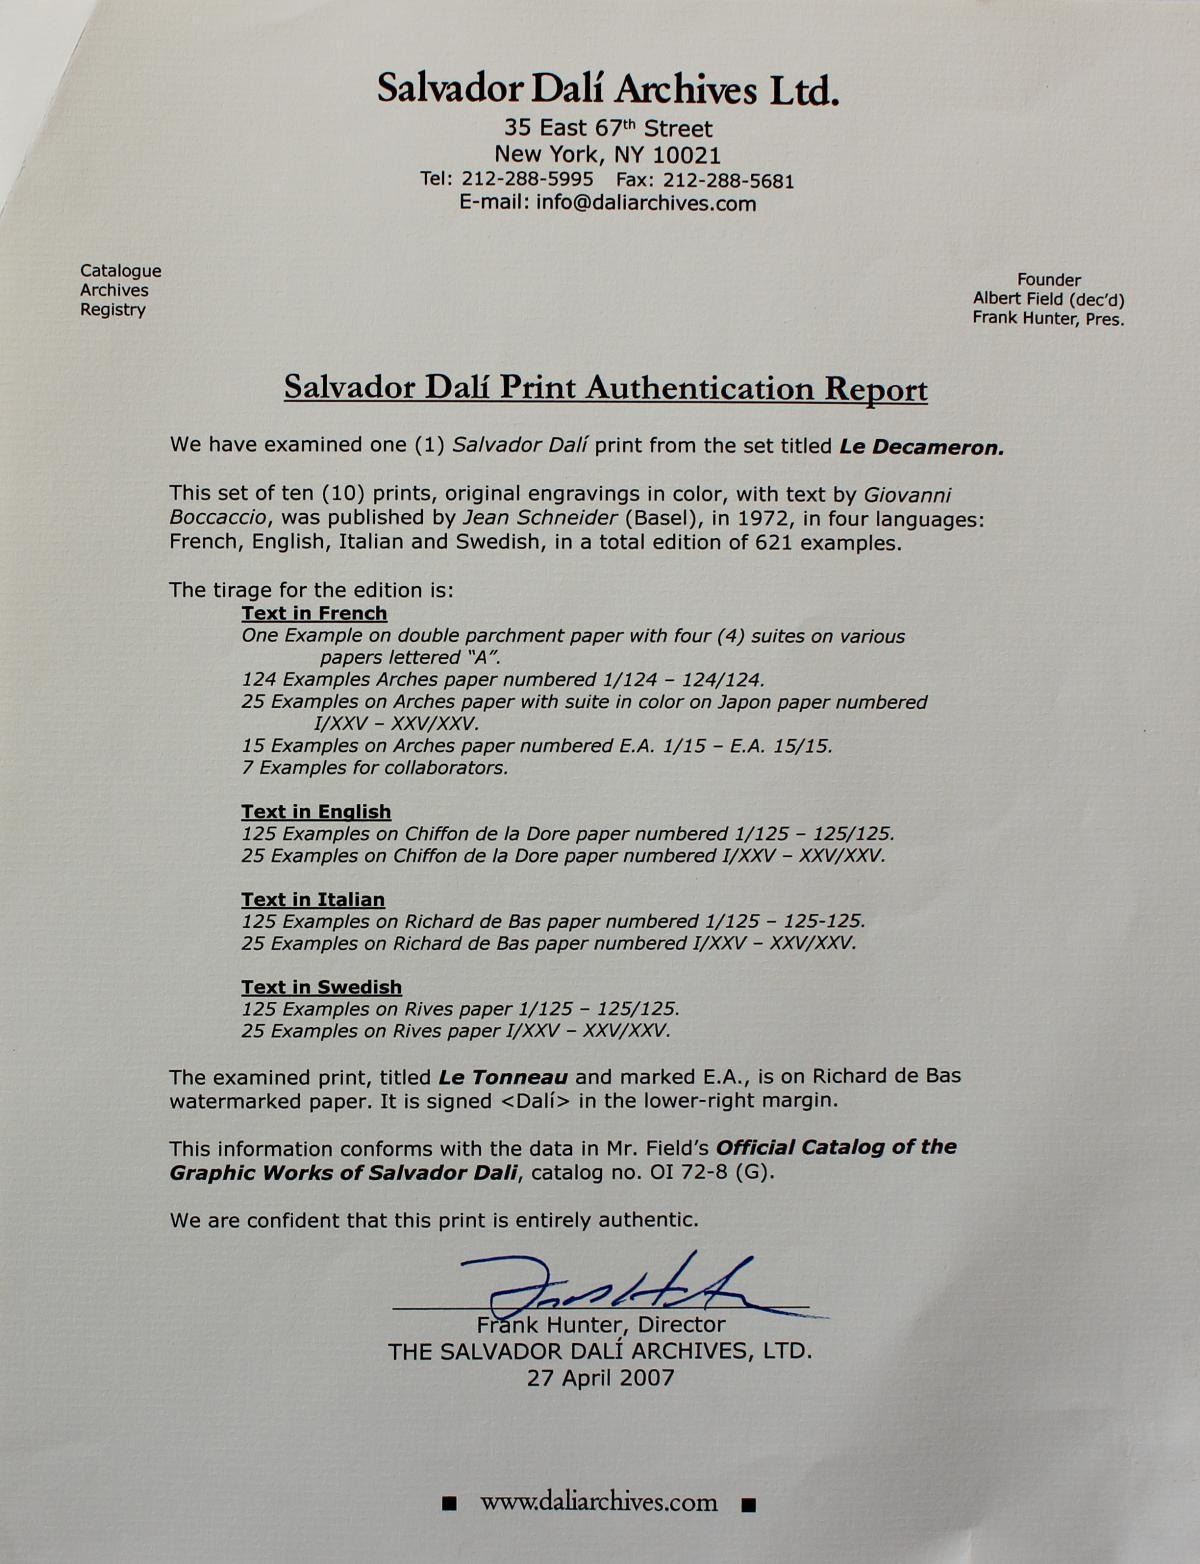 Salvador Dalí Archives Ltd.
35 East 67th Street
New York, NY 10021
Tel: 212-288-5995 Fax: 212-288-5681
E-mail: info@daliarchives.com
Catalogue
Archives
Registry
Founder
Albert Field (dec'd)
Frank Hunter, Pres.
Salvador Dalí Print Authentication Report
We have examined one (1) Salvador Dalí print from the set titled Le Decameron.
This set of ten (10) prints, original engravings in color, with text by Giovanni
Boccaccio, was published by Jean Schneider (Basel), in 1972, in four languages:
French, English, Italian and Swedish, in a total edition of 621 examples.
The tirage for the edition is:
Text in French
One Example on double parchment paper with four (4) suites on various
papers lettered "A".
124 Examples Arches paper numbered 1/124 – 124/124.
25 Examples on Arches paper with suite in color on Japon paper numbered
I/XXV – XXV/XXV.
15 Examples on Arches paper numbered E.A. 1/15 – E.A. 15/15.
7 Examples for collaborators.
Text in English
125 Examples on Chiffon de la Dore paper numbered 1/125 – 125/125.
25 Examples on Chiffon de la Dore paper numbered I/XXV – XXV/XXV.
Text in Italian
125 Examples on Richard de Bas paper numbered 1/125 – 125-125.
25 Examples on Richard de Bas paper numbered I/XXV – XXV/XXV.
Text in Swedish
125 Examples on Rives paper 1/125 – 125/125.
25 Examples on Rives paper I/XXV – XXV/XXV.
The examined print, titled Le Tonneau and marked E.A., is on Richard de Bas
watermarked paper. It is signed <Dalí> in the lower-right margin.
This information conforms with the data in Mr. Field's Official Catalog of the
Graphic Works of Salvador Dali, catalog no. OI 72-8 (G).
We are confident that this print is entirely authentic.
Frank Hunter, Director
THE SALVADOR DALÍ ARCHIVES, LTD.
27 April 2007
■ www.daliarchives.com ■